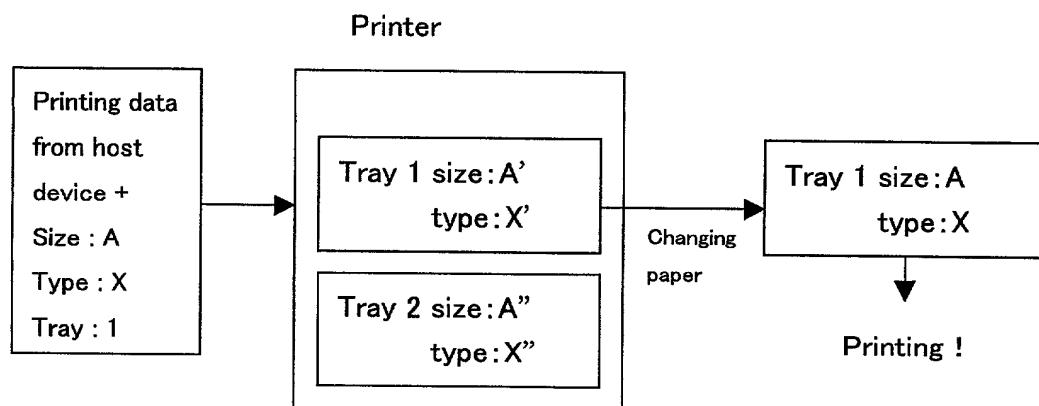 Printer
Printing data
from host
device +
Size : A
Type : X
Tray : 1
Tray 1 size : A'
type : X'
Tray 2 size : A"
type : X"
Changing
paper
Tray 1 size : A
type : X
Printing !